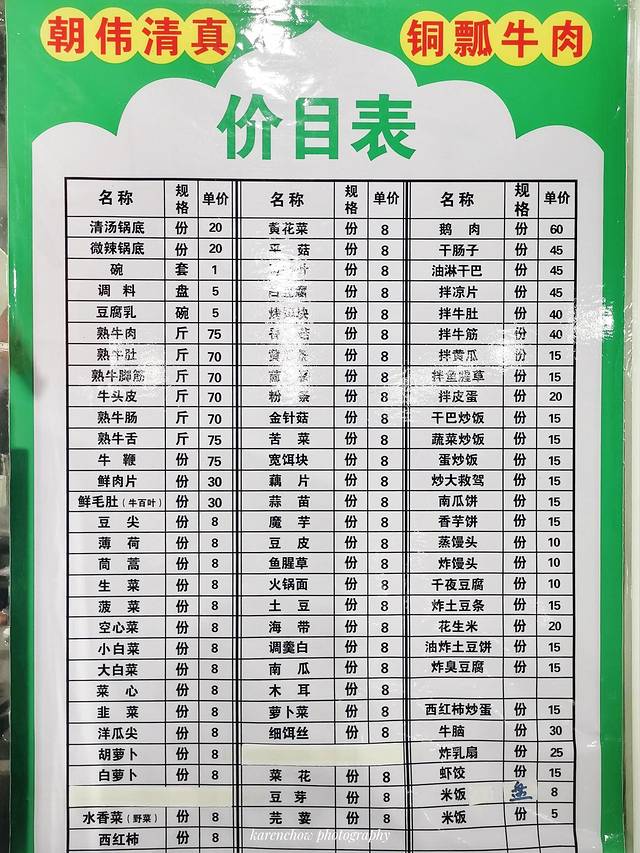 朝伟清真 铜瓢牛肉
价目表
名称 规格 单价 名称 规格 单价 名称 规格 单价
清汤锅底 份 20 黄花菜 份 8 鹅肉 份 60
微辣锅底 份 20 平菇 份 8 干肠子 份 45
碗 套 1 份 8 油淋干巴 份 45
调料 盘 5 份 8 拌凉片 份 45
豆腐乳 碗 5 份 8 拌牛肚 份 40
熟牛肉 斤 75 份 8 拌牛筋 份 40
熟牛肚 斤 70 份 8 拌黄瓜 份 15
熟牛脚筋 斤 70 份 8 拌鱼腥草 份 15
牛头皮 斤 70 粉条 份 8 拌皮蛋 份 20
熟牛肠 斤 70 金针菇 份 8 干巴炒饭 份 15
熟牛舌 斤 70 苦菜 份 8 蔬菜炒饭 份 15
牛鞭 份 75 宽饵块 份 8 蛋炒饭 份 15
鲜肉片 份 30 藕片 份 8 炒大救驾 份 15
鲜毛肚(牛百叶) 份 30 蒜苗 份 8 南瓜饼 份 15
豆尖 份 8 魔芋 份 8 香芋饼 份 15
薄荷 份 8 豆皮 份 8 蒸馒头 份 10
茼蒿 份 8 鱼腥草 份 8 炸馒头 份 10
生菜 份 8 火锅面 份 8 千夜豆腐 份 10
菠菜 份 8 土豆 份 8 炸土豆条 份 15
空心菜 份 8 海带 份 8 花生米 份 20
小白菜 份 8 调羹白 份 8 油炸土豆饼 份 15
大白菜 份 8 南瓜 份 8 炸臭豆腐 份 15
菜心 份 8 木耳 份 8
韭菜 份 8 萝卜菜 份 8 西红柿炒蛋 份 15
洋瓜尖 份 8 细饵丝 份 8 牛脑 份 30
胡萝卜 份 8 炸乳扇 份 25
白萝卜 份 8 菜花 份 8 虾饺 份 15
豆芽 份 8 米饭 盆 8
水香菜(野菜) 份 8 芫荽 份 8 米饭 份 5
西红柿 份 8
karenchow photography